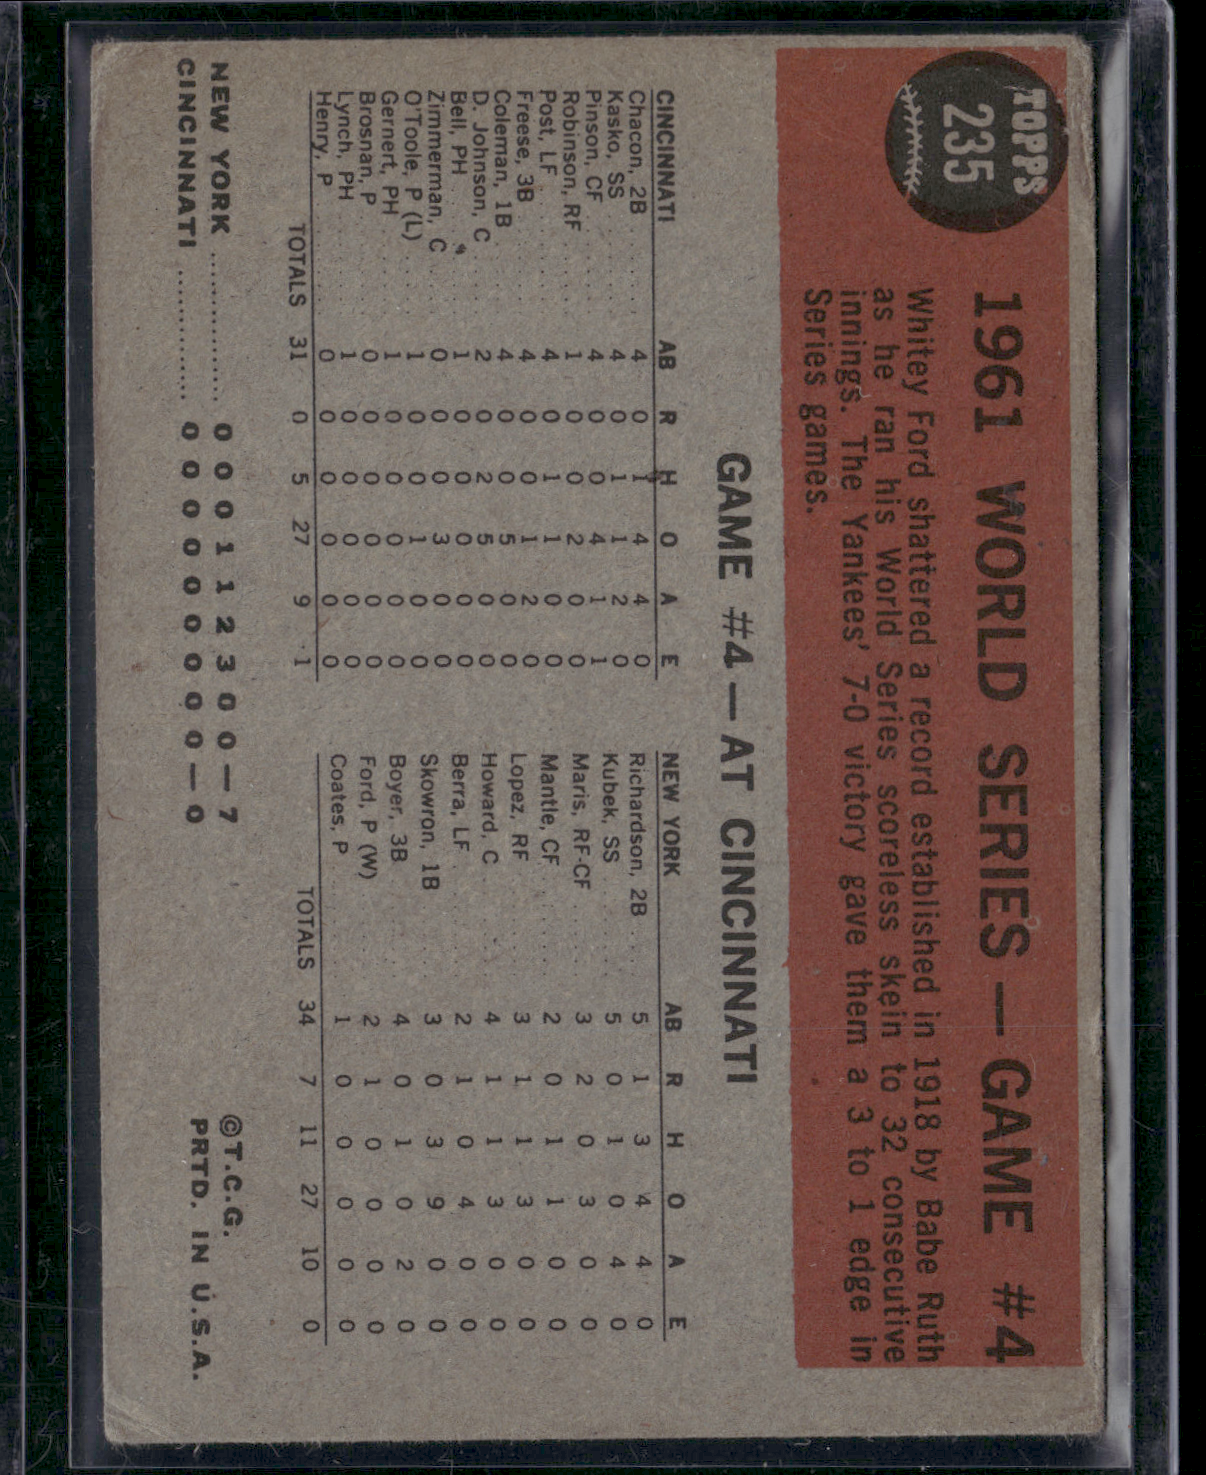 TOPPS
235
1961 WORLD SERIES — GAME #4
Whitey Ford shattered a record established in 1918 by Babe Ruth
as he ran his World Series scoreless skein to 32 consecutive
innings. The Yankees' 7-0 victory gave them a 3 to 1 edge in
Series games.
GAME #4 — AT CINCINNATI
CINCINNATI AB R H O A E
Chacon, 2B 4 0 1 4 4 0
Kasko, SS 4 0 1 1 2 0
Pinson, CF 4 0 0 4 1 1
Robinson, RF 1 0 0 2 0 0
Post, LF 4 0 1 1 0 0
Freese, 3B 4 0 0 1 2 0
Coleman, 1B 4 0 0 5 0 0
D. Johnson, C 2 0 2 5 0 0
Bell, PH 1 0 0 0 0 0
Zimmerman, C 0 0 0 3 0 0
O'Toole, P (L) 1 0 0 1 0 0
Gernert, PH 1 0 0 0 0 0
Brosnan, P 0 0 0 0 0 0
Lynch, PH 1 0 0 0 0 0
Henry, P 0 0 0 0 0 0
TOTALS 31 0 5 27 9 1
NEW YORK AB R H O A E
Richardson, 2B 5 1 3 4 4 0
Kubek, SS 5 0 1 0 4 0
Maris, RF-CF 3 2 0 3 0 0
Mantle, CF 2 0 1 1 0 0
Lopez, RF 3 1 1 3 0 0
Howard, C 4 1 1 3 0 0
Berra, LF 2 1 0 4 0 0
Skowron, 1B 3 0 3 9 0 0
Boyer, 3B 4 0 1 0 2 0
Ford, P (W) 2 1 0 0 0 0
Coates, P 1 0 0 0 0 0
TOTALS 34 7 11 27 10 0
NEW YORK 0 0 0 1 1 2 3 0 0 — 7
CINCINNATI 0 0 0 0 0 0 0 0 0 — 0
©T.C.G.
PRTD. IN U.S.A.